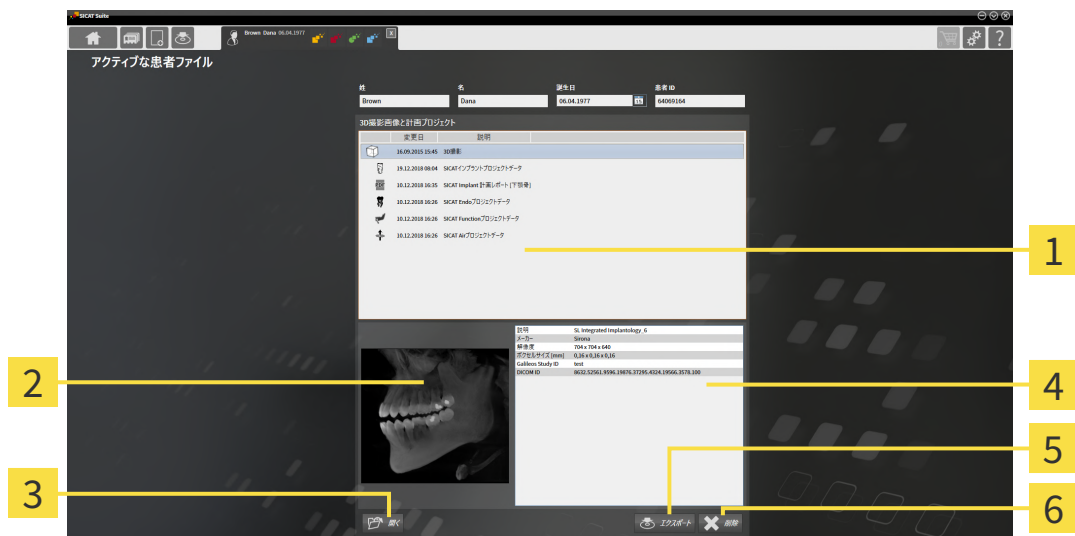 SICAT Suite
Brown Dana 06.04.1977 x
?
アクティブな患者ファイル
姓 名 誕生日 患者 ID
Brown Dana 06.04.1977 15 64069164
3D撮影画像と計画プロジェクト
変更日 説明
16.09.2015 15:45 3D撮影
19.12.2018 08:04 SICATインプラントプロジェクトデータ
10.12.2018 16:35 SICAT Implant 計画レポート [下顎骨]
10.12.2018 16:26 SICAT Endoプロジェクトデータ
10.12.2018 16:26 SICAT Functionプロジェクトデータ
10.12.2018 16:26 SICAT Airプロジェクトデータ
1
説明 SL Integrated Implantology_6
メーカー Sirona
解像度 704 x 704 x 640
ボクセルサイズ [mm] 0,16 x 0,16 x 0,16
Galileos Study ID test
DICOM ID 8632.52561.9596.19876.37295.4324.19566.3578.100
2
4
5
3
6
開く エクスポート 削除